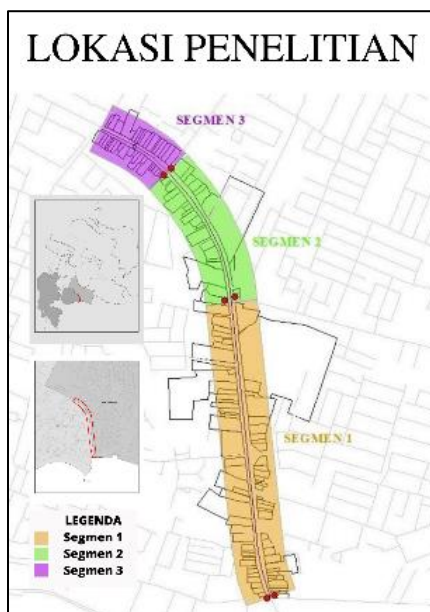 LOKASI PENELITIAN
SEGMEN 3
SEGMEN 2
SEGMEN 1
LEGENDA
Segmen 1
Segmen 2
Segmen 3